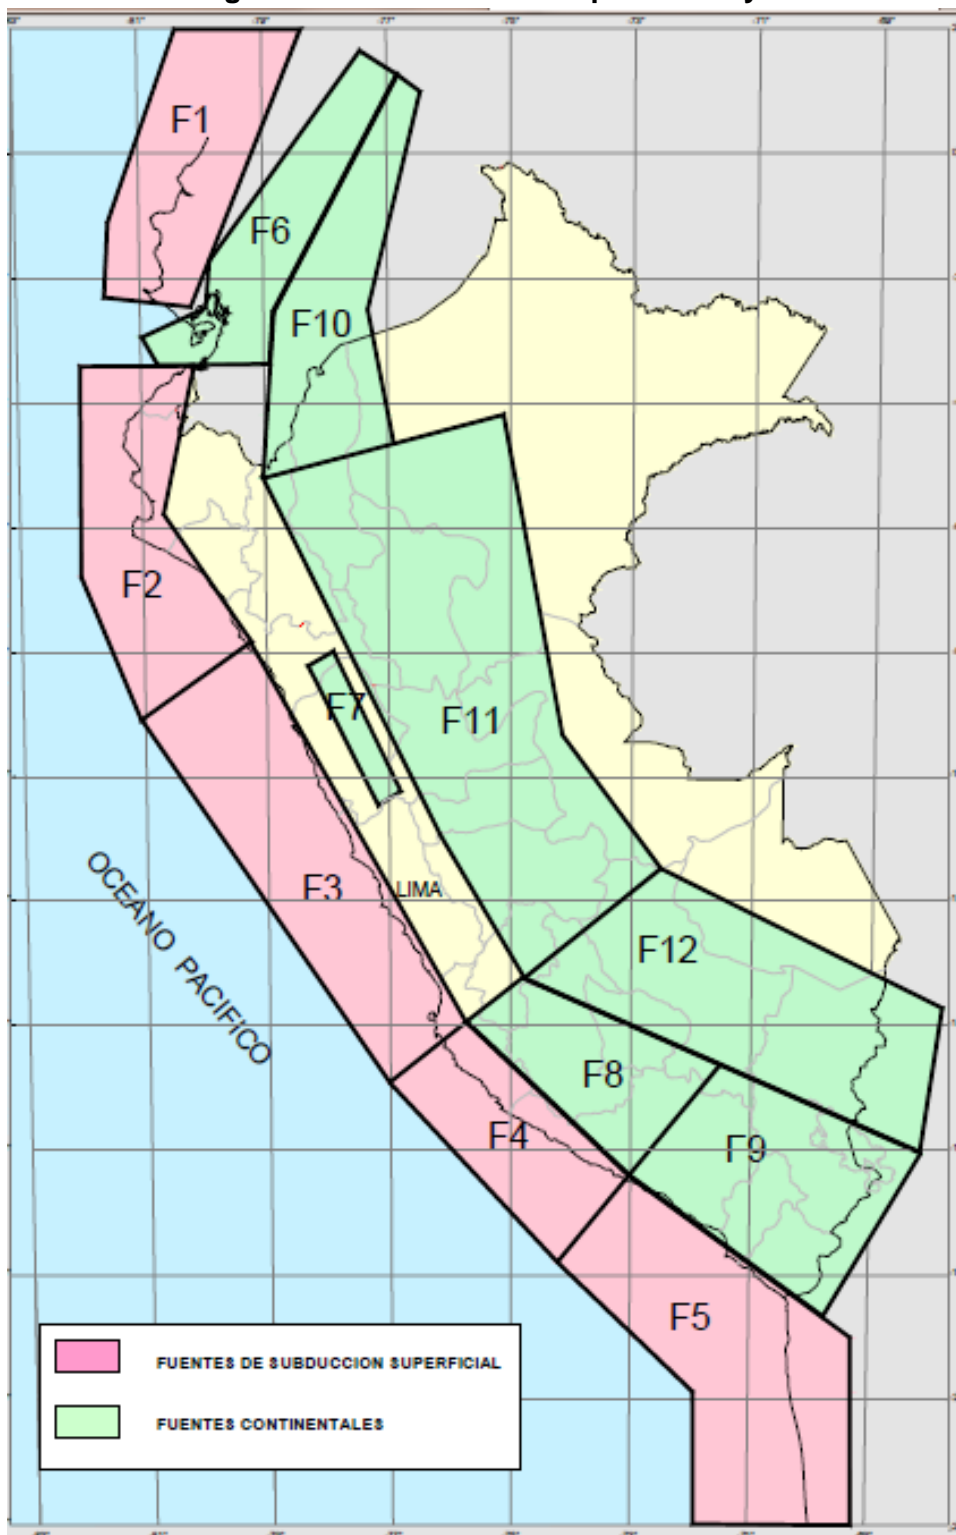 F1
F6
F10
F2
F7
F11
F3
LIMA
OCEANO PACIFICO
F12
F8
F4
F9
F5
FUENTES DE SUBDUCCION SUPERFICIAL
FUENTES CONTINENTALES